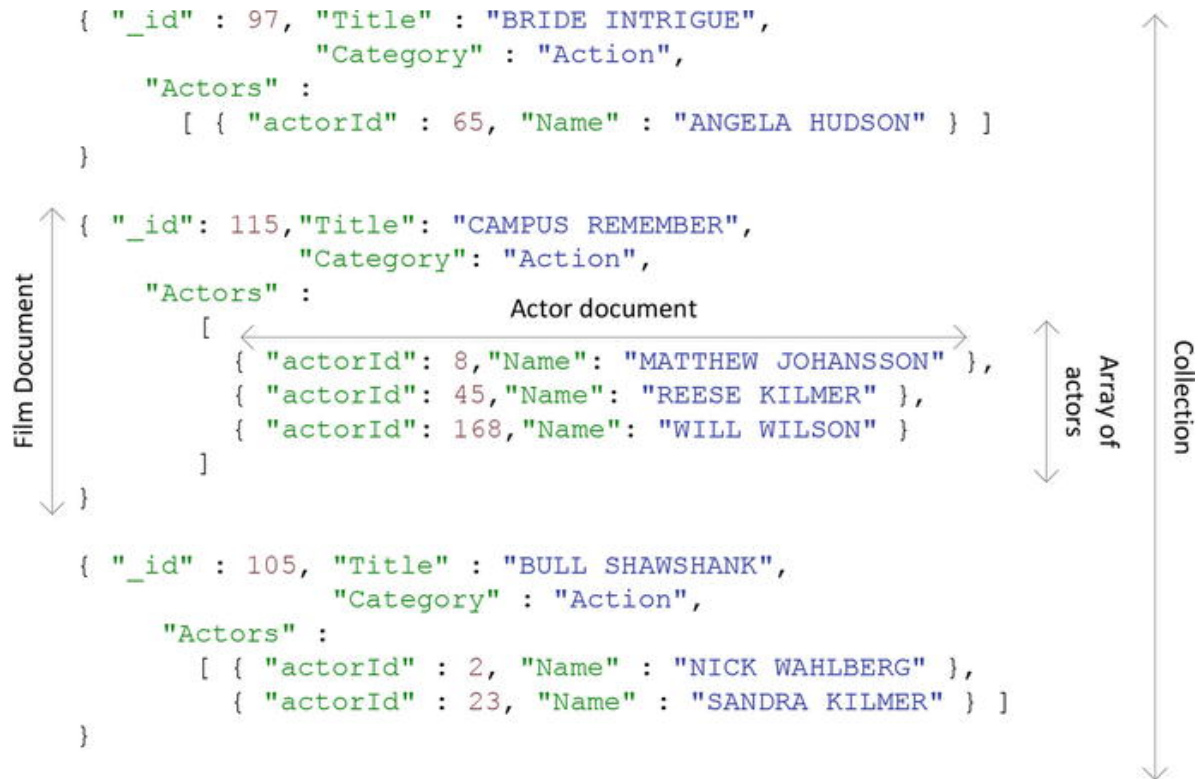 { "_id" : 97, "Title" : "BRIDE INTRIGUE",
"Category" : "Action",
"Actors" :
[ { "actorId" : 65, "Name" : "ANGELA HUDSON" } ]
}
{ "_id": 115,"Title": "CAMPUS REMEMBER",
"Category": "Action",
"Actors" :
Actor document
[
{ "actorId": 8,"Name": "MATTHEW JOHANSSON" },
{ "actorId": 45,"Name": "REESE KILMER" },
{ "actorId": 168,"Name": "WILL WILSON" }
]
}
Film Document
Array of
actors
Collection
{ "_id" : 105, "Title" : "BULL SHAWSHANK",
"Category" : "Action",
"Actors" :
[ { "actorId" : 2, "Name" : "NICK WAHLBERG" },
{ "actorId" : 23, "Name" : "SANDRA KILMER" } ]
}